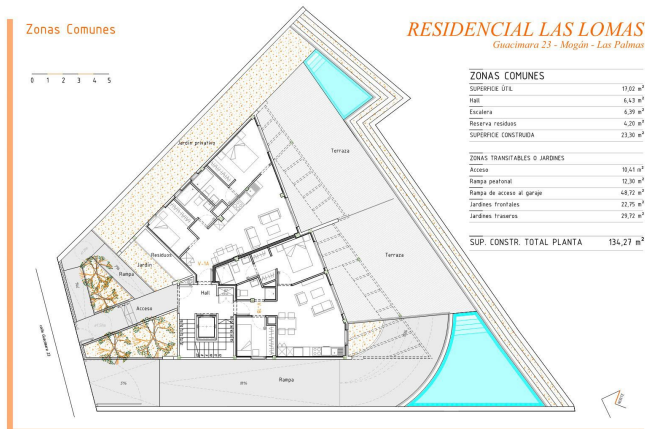 Zonas Comunes
RESIDENCIAL LAS LOMAS
Guacimara 23 - Mogán - Las Palmas
0 1 2 3 4 5
ZONAS COMUNES
SUPERFICIE ÚTIL 17,02 m²
Hall 6,43 m²
Escalera 6,39 m²
Reserva residuos 4,20 m²
SUPERFICIE CONSTRUIDA 23,30 m²
ZONAS TRANSITABLES O JARDINES
Acceso 10,41 m²
Rampa peatonal 12,30 m²
Rampa de acceso al garaje 48,72 m²
Jardines frontales 22,75 m²
Jardines traseros 29,72 m²
SUP. CONSTR. TOTAL PLANTA 134,27 m²
Jardin privativo
Terraza
Terraza
Residuos
V-1A
Jardin
Rampa
Hall
Acceso
Rampa